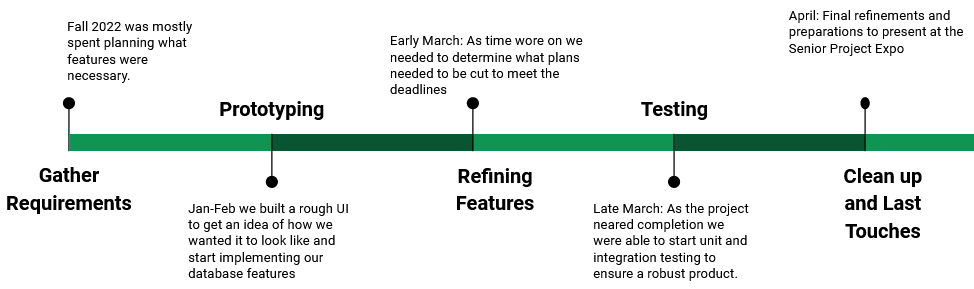 Fall 2022 was mostly
spent planning what
features were
necessary.
Gather
Requirements
Prototyping
Jan-Feb we built a rough UI
to get an idea of how we
wanted it to look like and
start implementing our
database features
Early March: As time wore on we
needed to determine what plans
needed to be cut to meet the
deadlines
Refining
Features
Testing
Late March: As the project
neared completion we
were able to start unit and
integration testing to
ensure a robust product.
April: Final refinements and
preparations to present at the
Senior Project Expo
Clean up
and Last
Touches